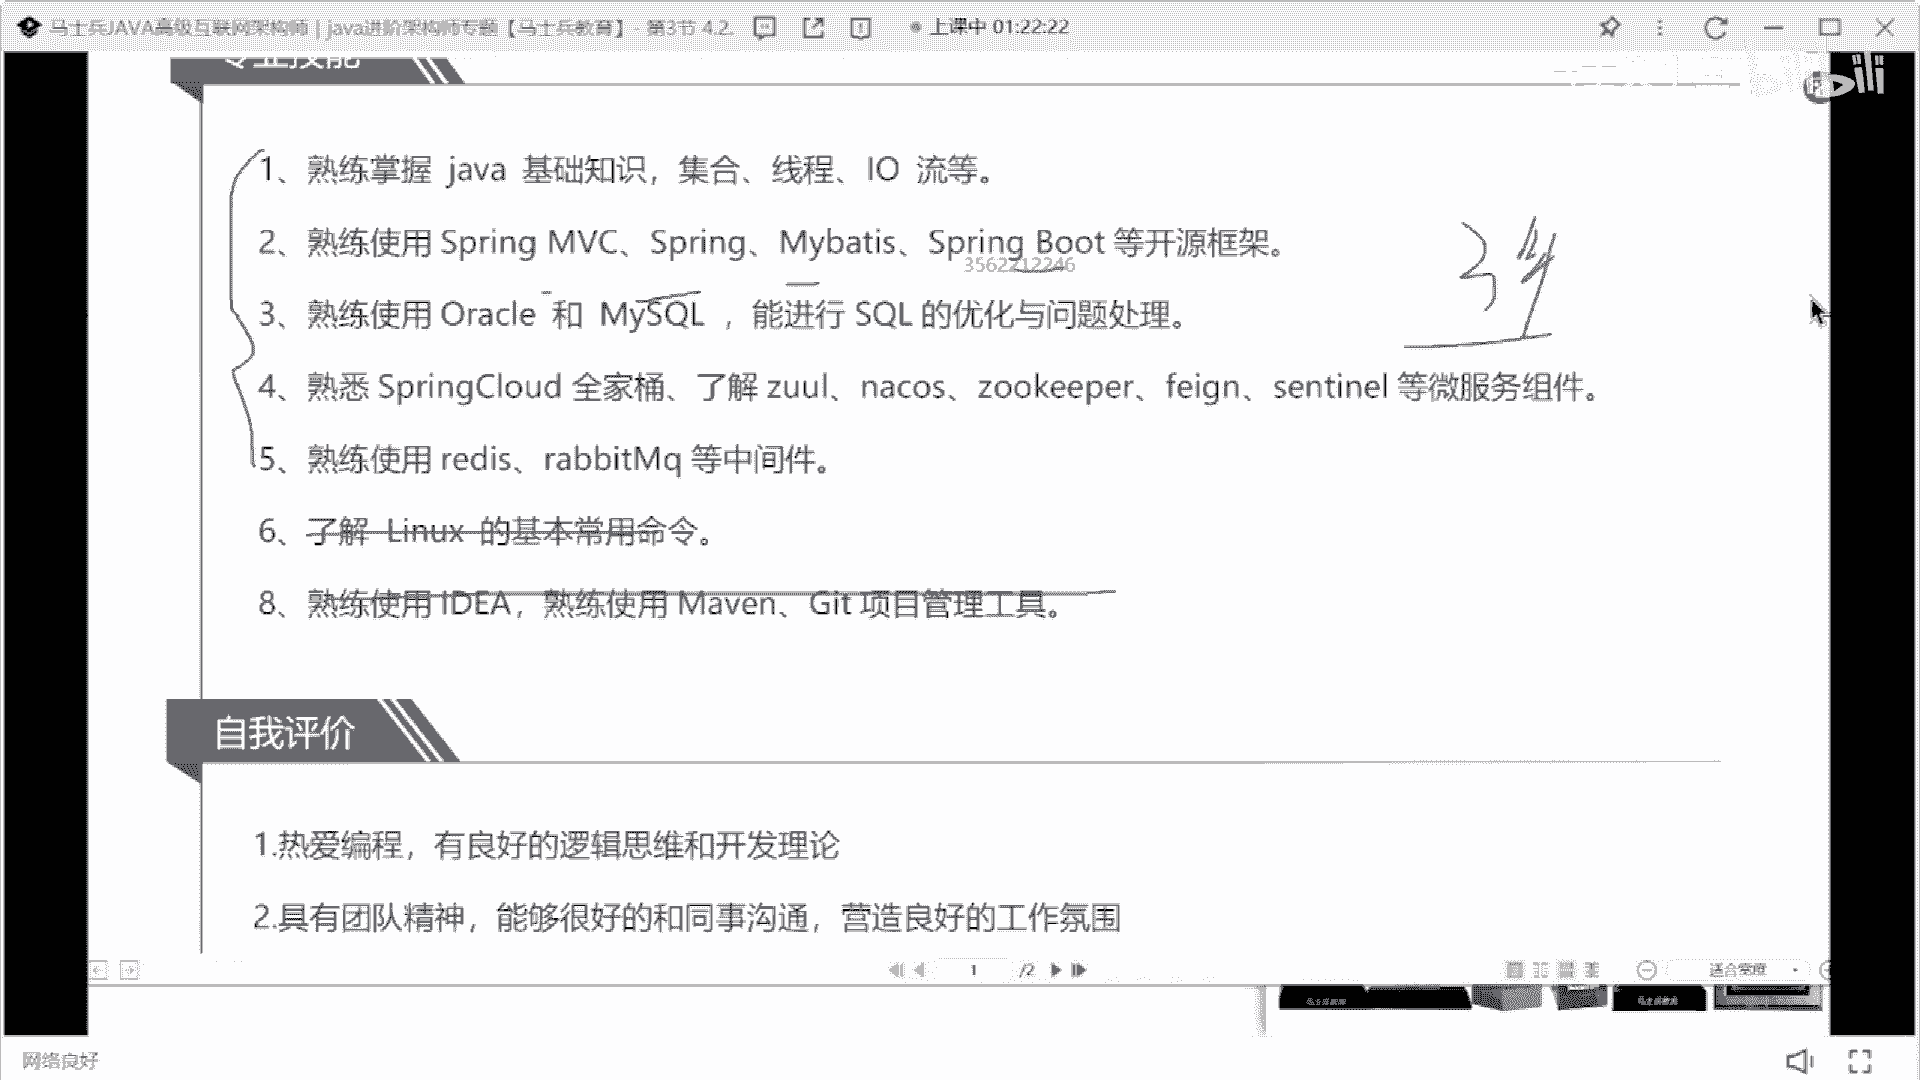 马士兵JAVA高级互联网架构师 | java进阶架构师专题【马士兵教育】- 第3节 4.2. 上课中 01:22:22
专业技能
bilibili
1、熟练掌握 java 基础知识，集合、线程、IO 流等。
2、熟练使用 Spring MVC、Spring、Mybatis、Spring Boot 等开源框架。
3562212246
3年
3、熟练使用 Oracle 和 MySQL ，能进行 SQL 的优化与问题处理。
4、熟悉 SpringCloud 全家桶、了解 zuul、nacos、zookeeper、feign、sentinel 等微服务组件。
5、熟练使用 redis、rabbitMq 等中间件。
6、了解 Linux 的基本常用命令。
8、熟练使用 IDEA，熟练使用 Maven、Git 项目管理工具。
自我评价
1.热爱编程，有良好的逻辑思维和开发理论
2.具有团队精神，能够很好的和同事沟通，营造良好的工作氛围
1 /2 适合宽度
网络良好